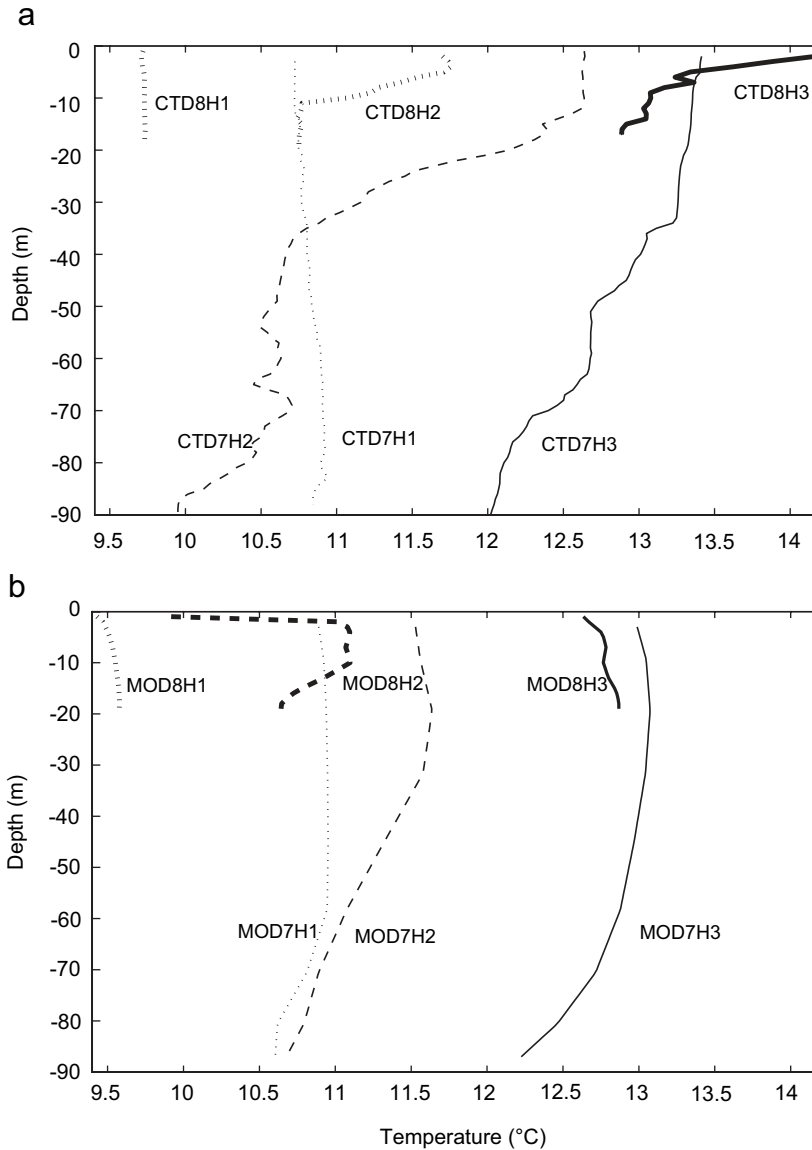 a
0
-10
-20
-30
-40
-50
-60
-70
-80
-90
Depth (m)
CTD8H1
CTD8H2
CTD8H3
CTD7H2
CTD7H1
CTD7H3
9.5 10 10.5 11 11.5 12 12.5 13 13.5 14
b
0
-10
-20
-30
-40
-50
-60
-70
-80
-90
Depth (m)
MOD8H1
MOD8H2
MOD8H3
MOD7H1
MOD7H2
MOD7H3
9.5 10 10.5 11 11.5 12 12.5 13 13.5 14
Temperature (°C)